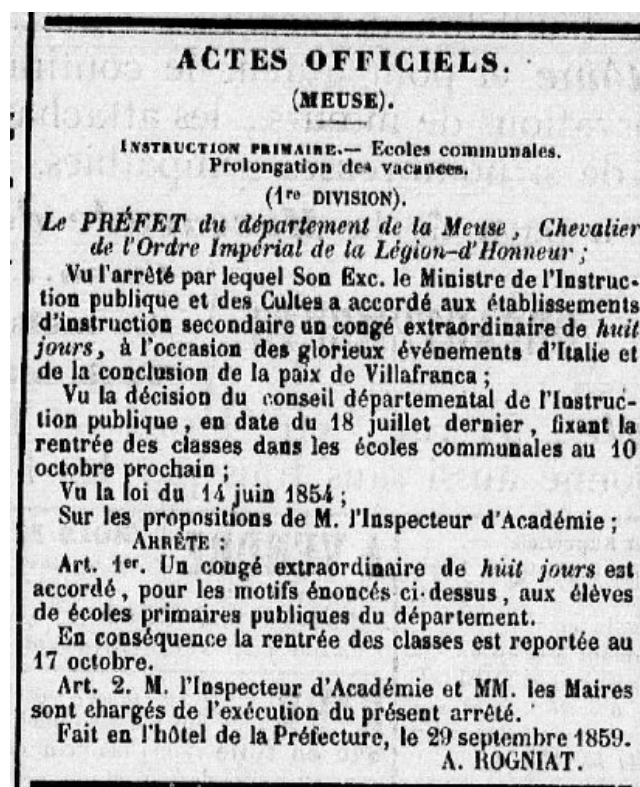 ACTES OFFICIELS.
(MEUSE).
INSTRUCTION PRIMAIRE.— Ecoles communales.
Prolongation des vacances.
(1re DIVISION).
Le PRÉFET du département de la Meuse, Chevalier
de l'Ordre Impérial de la Légion-d'Honneur;
Vu l'arrêté par lequel Son Exc. le Ministre de l'Instruc-
tion publique et des Cultes a accordé aux établissements
d'instruction secondaire un congé extraordinaire de huit
jours, à l'occasion des glorieux événements d'Italie et
de la conclusion de la paix de Villafranca;
Vu la décision du conseil départemental de l'Instruc-
tion publique, en date du 18 juillet dernier, fixant la
rentrée des classes dans les écoles communales au 10
octobre prochain;
Vu la loi du 14 juin 1854;
Sur les propositions de M. l'Inspecteur d'Académie;
ARRÊTE:
Art. 1er. Un congé extraordinaire de huit jours est
accordé, pour les motifs énoncés ci-dessus, aux élèves
de écoles primaires publiques du département.
En conséquence la rentrée des classes est reportée au
17 octobre.
Art. 2. M. l'Inspecteur d'Académie et MM. les Maires
sont chargés de l'exécution du présent arrêté.
Fait en l'hôtel de la Préfecture, le 29 septembre 1859.
A. ROGNIAT.